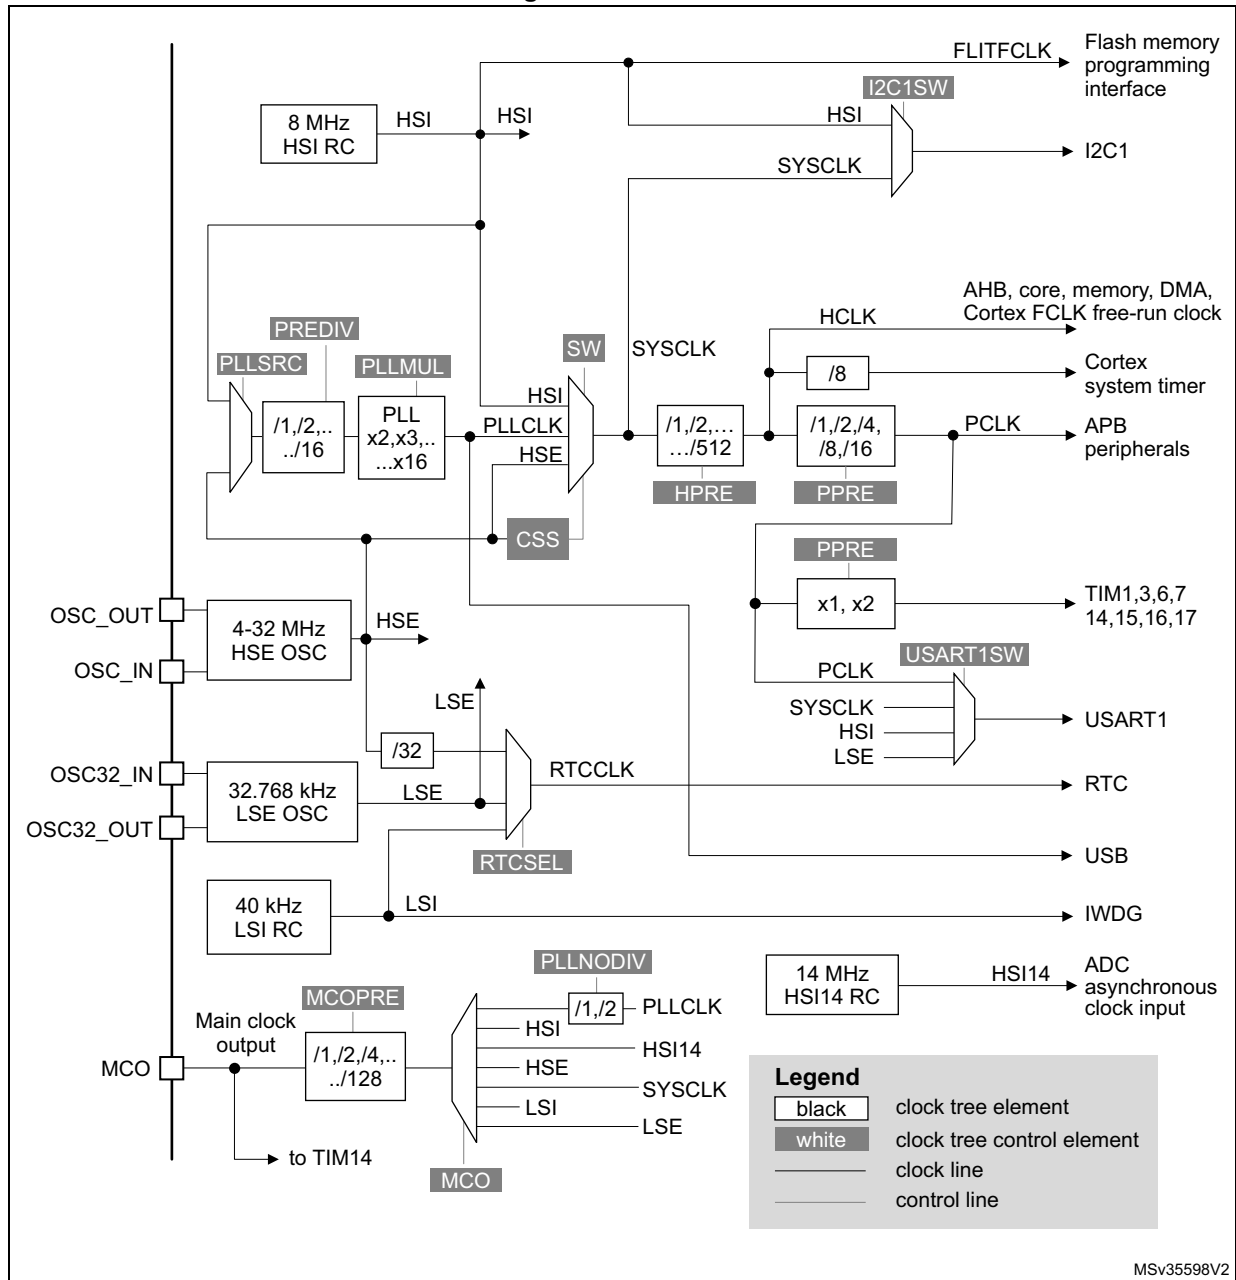 FLITFCLK
Flash memory
programming
interface
I2C1SW
8 MHz
HSI RC
HSI
HSI
HSI
I2C1
SYSCLK
AHB, core, memory, DMA,
Cortex FCLK free-run clock
HCLK
PREDIV
PLLSRC
PLLMUL
SW
SYSCLK
/8
Cortex
system timer
/1,/2,..
../16
PLL
x2,x3,..
...x16
HSI
PLLCLK
HSE
/1,/2,...
.../512
/1,/2,/4,
/8,/16
PCLK
APB
peripherals
HPRE
PPRE
CSS
PPRE
OSC_OUT
OSC_IN
4-32 MHz
HSE OSC
HSE
x1, x2
TIM1,3,6,7
14,15,16,17
USART1SW
PCLK
SYSCLK
HSI
LSE
USART1
LSE
/32
OSC32_IN
OSC32_OUT
32.768 kHz
LSE OSC
LSE
RTCCLK
RTC
RTCSEL
USB
40 kHz
LSI RC
LSI
IWDG
PLLNODIV
14 MHz
HSI14 RC
HSI14
ADC
asynchronous
clock input
MCOPRE
Main clock
output
MCO
/1,/2,/4,..
../128
/1,/2
PLLCLK
HSI
HSI14
HSE
SYSCLK
LSI
LSE
to TIM14
MCO
Legend
black
clock tree element
white
clock tree control element
clock line
control line
MSv35598V2